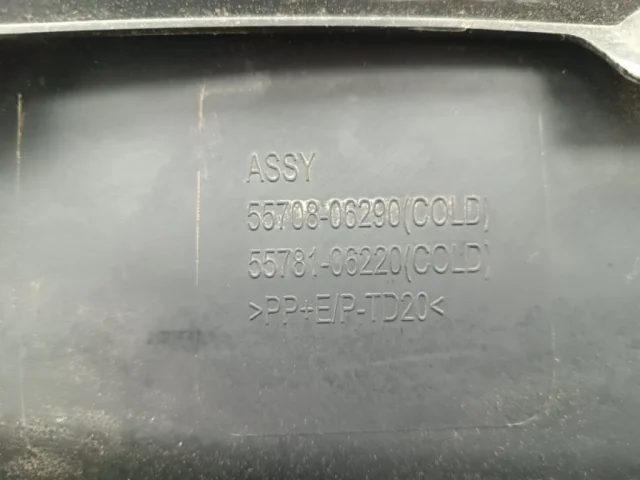 ASSY
55708-06290(COLD)
55781-06220(COLD)
>PP+E/P-TD20<